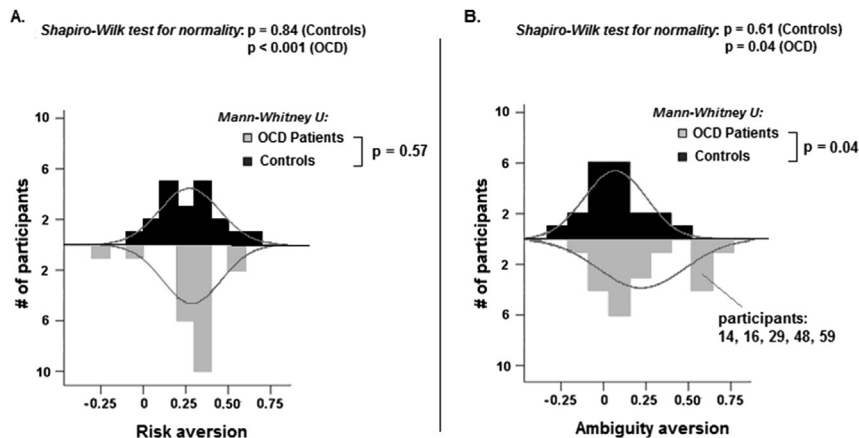 A.
Shapiro-Wilk test for normality: p = 0.84 (Controls)
p < 0.001 (OCD)
Mann-Whitney U:
OCD Patients
Controls
p = 0.57
# of participants
10
6
2
2
6
10
-0.25 0 0.25 0.50 0.75
Risk aversion
B.
Shapiro-Wilk test for normality: p = 0.61 (Controls)
p = 0.04 (OCD)
Mann-Whitney U:
OCD Patients
Controls
p = 0.04
# of participants
10
6
2
2
6
10
participants:
14, 16, 29, 48, 59
-0.25 0 0.25 0.50 0.75
Ambiguity aversion